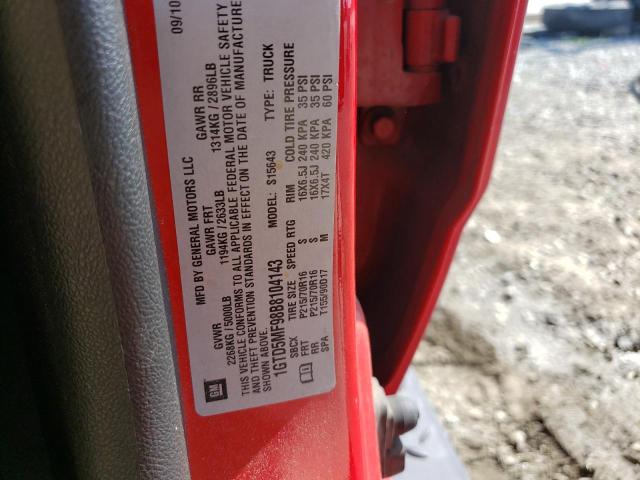 GM
MFD BY GENERAL MOTORS LLC
09/10
GVWR GAWR FRT GAWR RR
2268KG / 5000LB 1194KG / 2633LB 1314KG / 2896LB
THIS VEHICLE CONFORMS TO ALL APPLICABLE FEDERAL MOTOR VEHICLE SAFETY
AND THEFT PREVENTION STANDARDS IN EFFECT ON THE DATE OF MANUFACTURE
SHOWN ABOVE.
1GTD5MF98B8104143 MODEL: S15643 TYPE: TRUCK
SBCX TIRE SIZE SPEED RTG RIM COLD TIRE PRESSURE
FRT P215/70R16 S 16X6.5J 240 KPA 35 PSI
RR P215/70R16 S 16X6.5J 240 KPA 35 PSI
SPA T155/90D17 M 17X4T 420 KPA 60 PSI